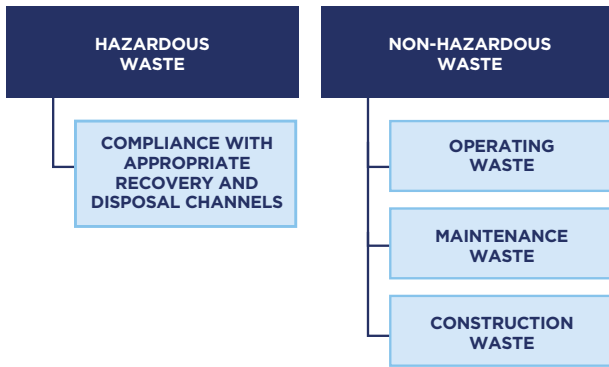 HAZARDOUS
WASTE
COMPLIANCE WITH
APPROPRIATE
RECOVERY AND
DISPOSAL CHANNELS
NON-HAZARDOUS
WASTE
OPERATING
WASTE
MAINTENANCE
WASTE
CONSTRUCTION
WASTE